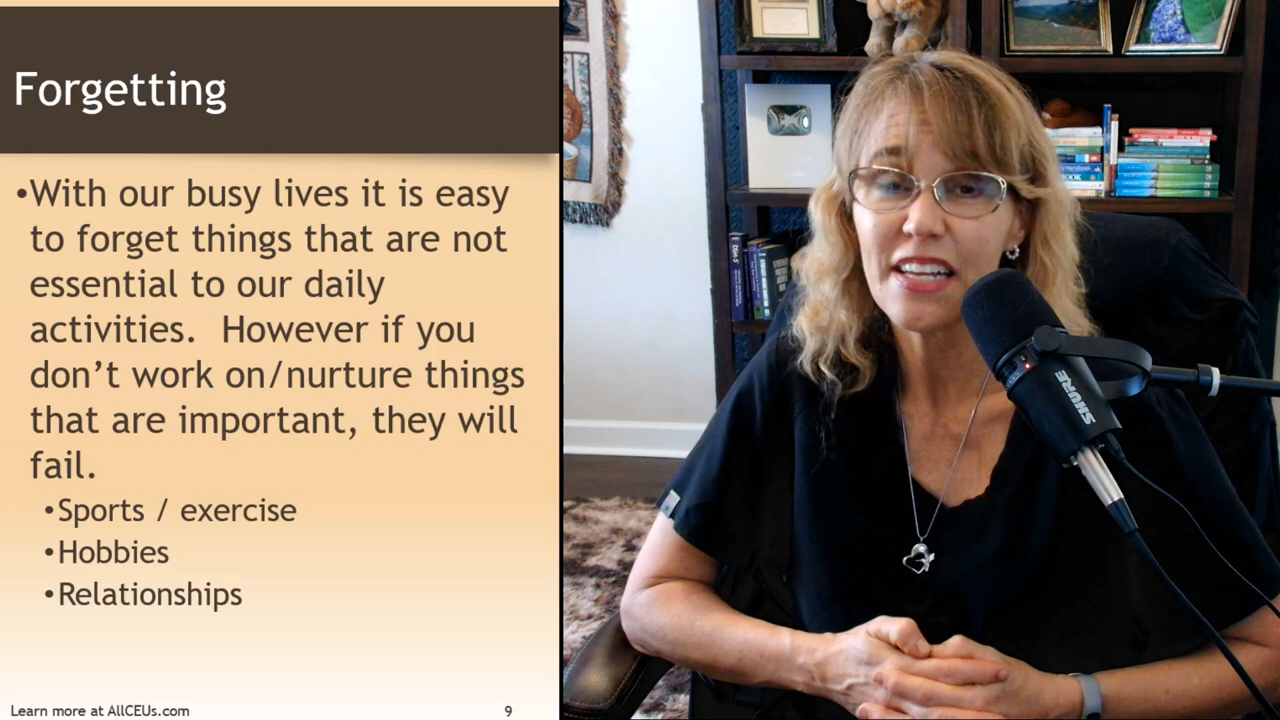 Forgetting
•With our busy lives it is easy
to forget things that are not
essential to our daily
activities.  However if you
don’t work on/nurture things
that are important, they will
fail.
•Sports / exercise
•Hobbies
•Relationships
Learn more at AllCEUs.com
9
SHURE
DSM-5